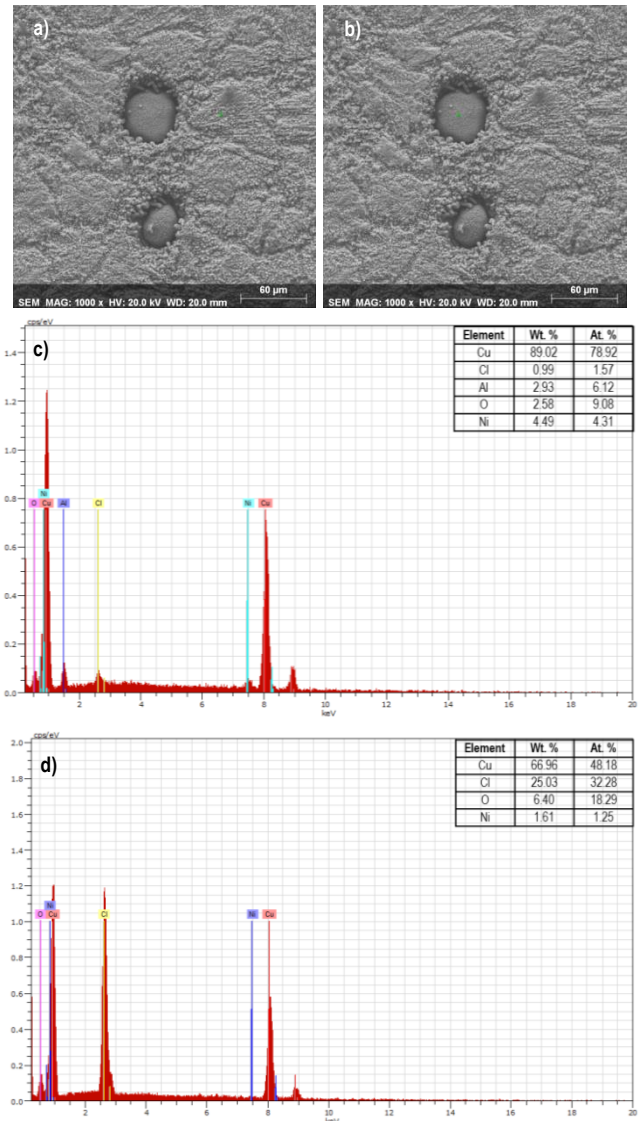 a)
b)
60 µm
SEM MAG: 1000 x HV: 20.0 kV WD: 20.0 mm
60 µm
SEM MAG: 1000 x HV: 20.0 kV WD: 20.0 mm
cps/eV
c)
Element Wt. % At. %
Cu 89.02 78.92
Cl 0.99 1.57
Al 2.93 6.12
O 2.58 9.08
Ni 4.49 4.31
1.4
1.2
1.0
0.8
Ni
O Cu Al Cl Ni Cu
0.6
0.4
0.2
0.0
2 4 6 8 10 12 14 16 18 20
keV
cps/eV
d)
Element Wt. % At. %
Cu 66.96 48.18
Cl 25.03 32.28
O 6.40 18.29
Ni 1.61 1.25
2.0
1.8
1.6
1.4
1.2
1.0
Ni
O Cu Cl Ni Cu
0.8
0.6
0.4
0.2
0.0
2 4 6 8 10 12 14 16 18 20
keV